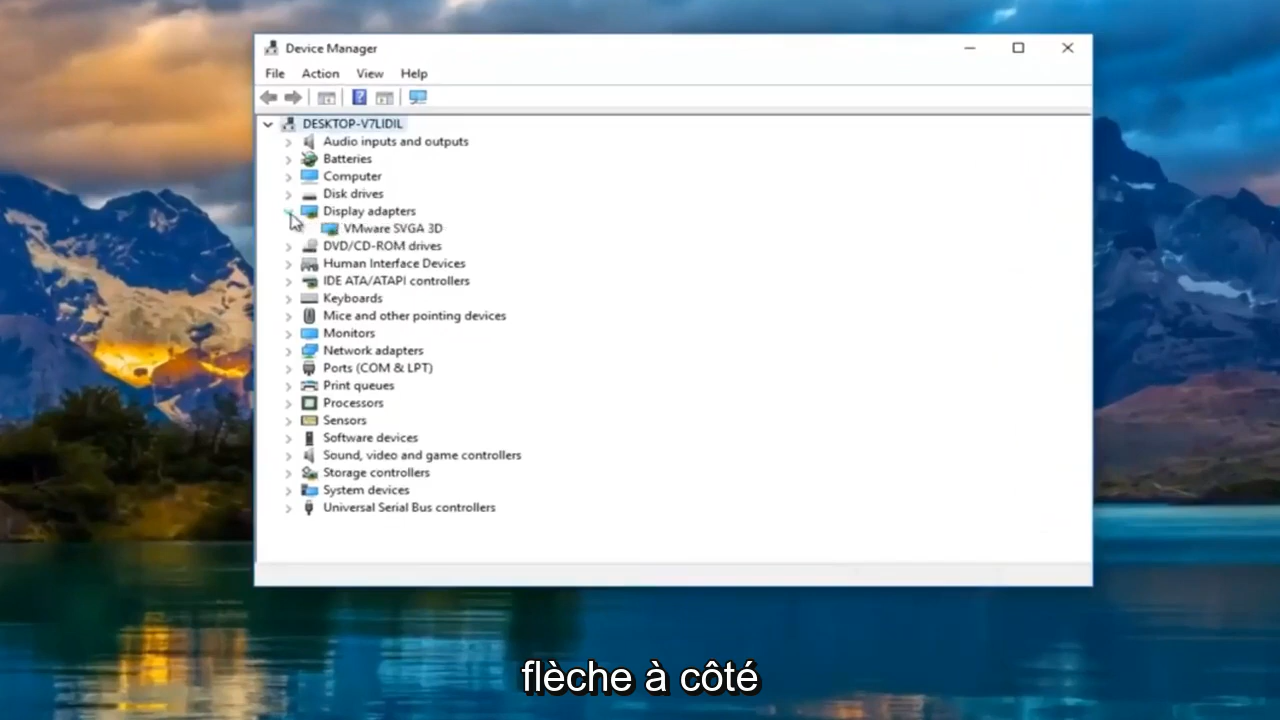 Device Manager
File Action View Help
DESKTOP-V7LIDIL
Audio inputs and outputs
Batteries
Computer
Disk drives
Display adapters
VMware SVGA 3D
DVD/CD-ROM drives
Human Interface Devices
IDE ATA/ATAPI controllers
Keyboards
Mice and other pointing devices
Monitors
Network adapters
Ports (COM & LPT)
Print queues
Processors
Sensors
Software devices
Sound, video and game controllers
Storage controllers
System devices
Universal Serial Bus controllers
flèche à côté